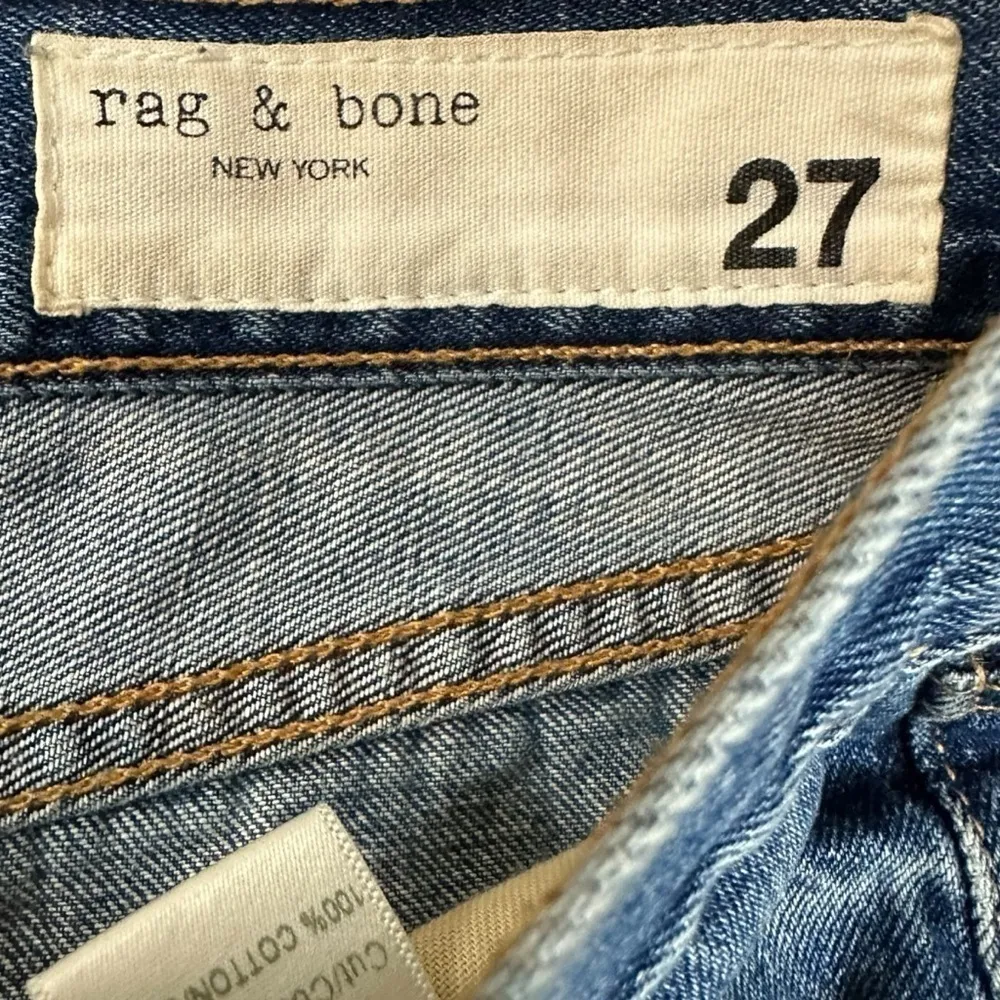 rag & bone
NEW YORK
27
100% COTTON